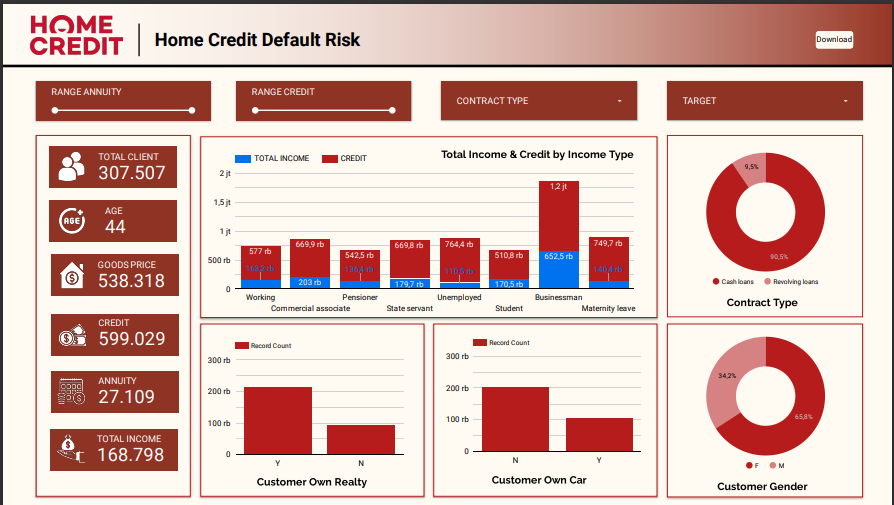 HOME
CREDIT
Home Credit Default Risk
Download
RANGE ANNUITY
RANGE CREDIT
CONTRACT TYPE
TARGET
TOTAL CLIENT
307.507
AGE
AGE
44
GOODS PRICE
538.318
CREDIT
599.029
ANNUITY
27.109
TOTAL INCOME
168.798
TOTAL INCOME
CREDIT
Total Income & Credit by Income Type
2 jt
1,5 jt
1 jt
500 rb
0
577 rb
669,9 rb
203 rb
542,5 rb
136,4 rb
669,8 rb
179,7 rb
764,4 rb
110,5 rb
510,8 rb
170,5 rb
1,2 jt
652,5 rb
749,7 rb
140,4 rb
Working
Commercial associate
Pensioner
State servant
Unemployed
Student
Businessman
Maternity leave
9,5%
90,5%
Cash loans
Revolving loans
Contract Type
Record Count
300 rb
200 rb
100 rb
0
Y
N
Customer Own Realty
Record Count
300 rb
200 rb
100 rb
0
N
Y
Customer Own Car
34,2%
65,8%
F
M
Customer Gender